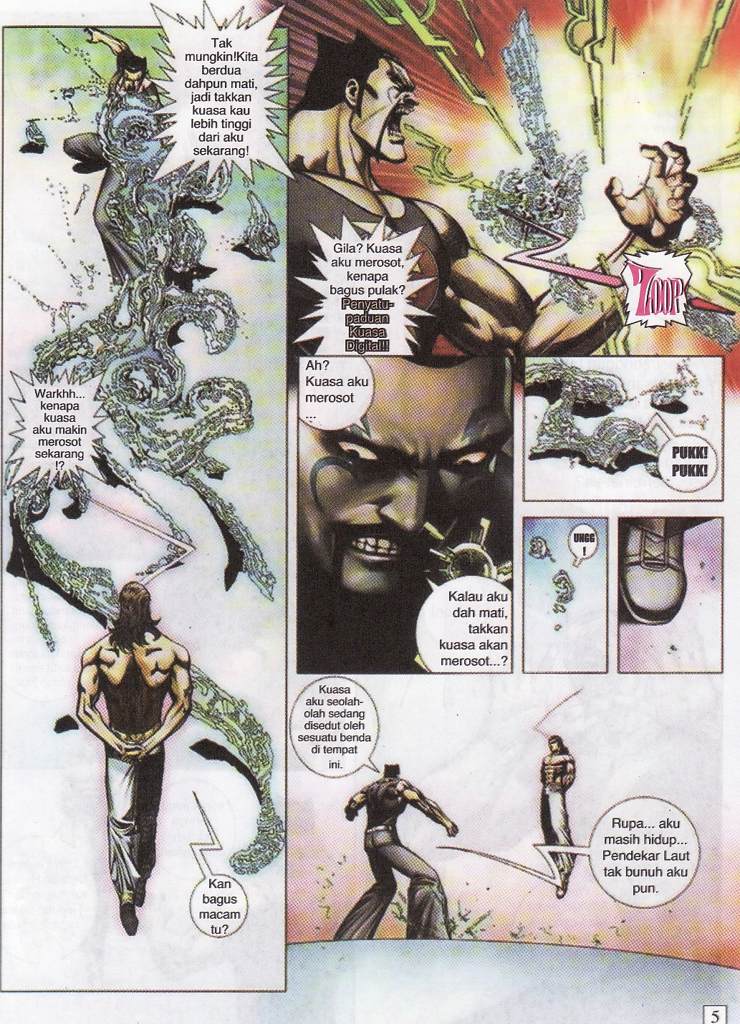 Tak
mungkin!Kita
berdua
dahpun mati,
jadi takkan
kuasa kau
lebih tinggi
dari aku
sekarang!
Warkhh...
kenapa
kuasa
aku makin
merosot
sekarang
!?
Kan
bagus
macam
tu?
Gila? Kuasa
aku merosot,
kenapa
bagus pulak?
Penyatu-
paduan
Kuasa
Digital!!
ZOOP
Ah?
Kuasa aku
merosot
...
Kalau aku
dah mati,
takkan
kuasa akan
merosot...?
PUKK!
PUKK!
UNGG
!
Kuasa
aku seolah-
olah sedang
disedut oleh
sesuatu benda
di tempat
ini.
Rupa... aku
masih hidup...
Pendekar Laut
tak bunuh aku
pun.
5